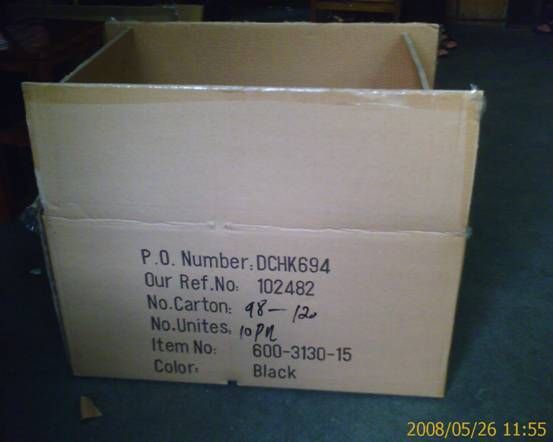 P.O. Number: DCHK694
Our Ref.No: 102482
No.Carton: 98 - 120
No.Unites:
Item No: 600-3130-15
Color: Black
2008/05/26 11:55